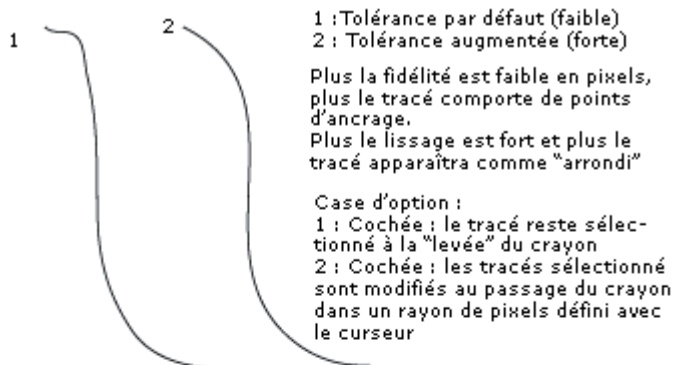 1
2
1 :Tolérance par défaut (faible)
2 : Tolérance augmentée (forte)
Plus la fidélité est faible en pixels,
plus le tracé comporte de points
d'ancrage.
Plus le lissage est fort et plus le
tracé apparaîtra comme "arrondi"
Case d'option :
1 : Cochée : le tracé reste sélec-
tionné à la "levée" du crayon
2 : Cochée : les tracés sélectionné
sont modifiés au passage du crayon
dans un rayon de pixels défini avec
le curseur